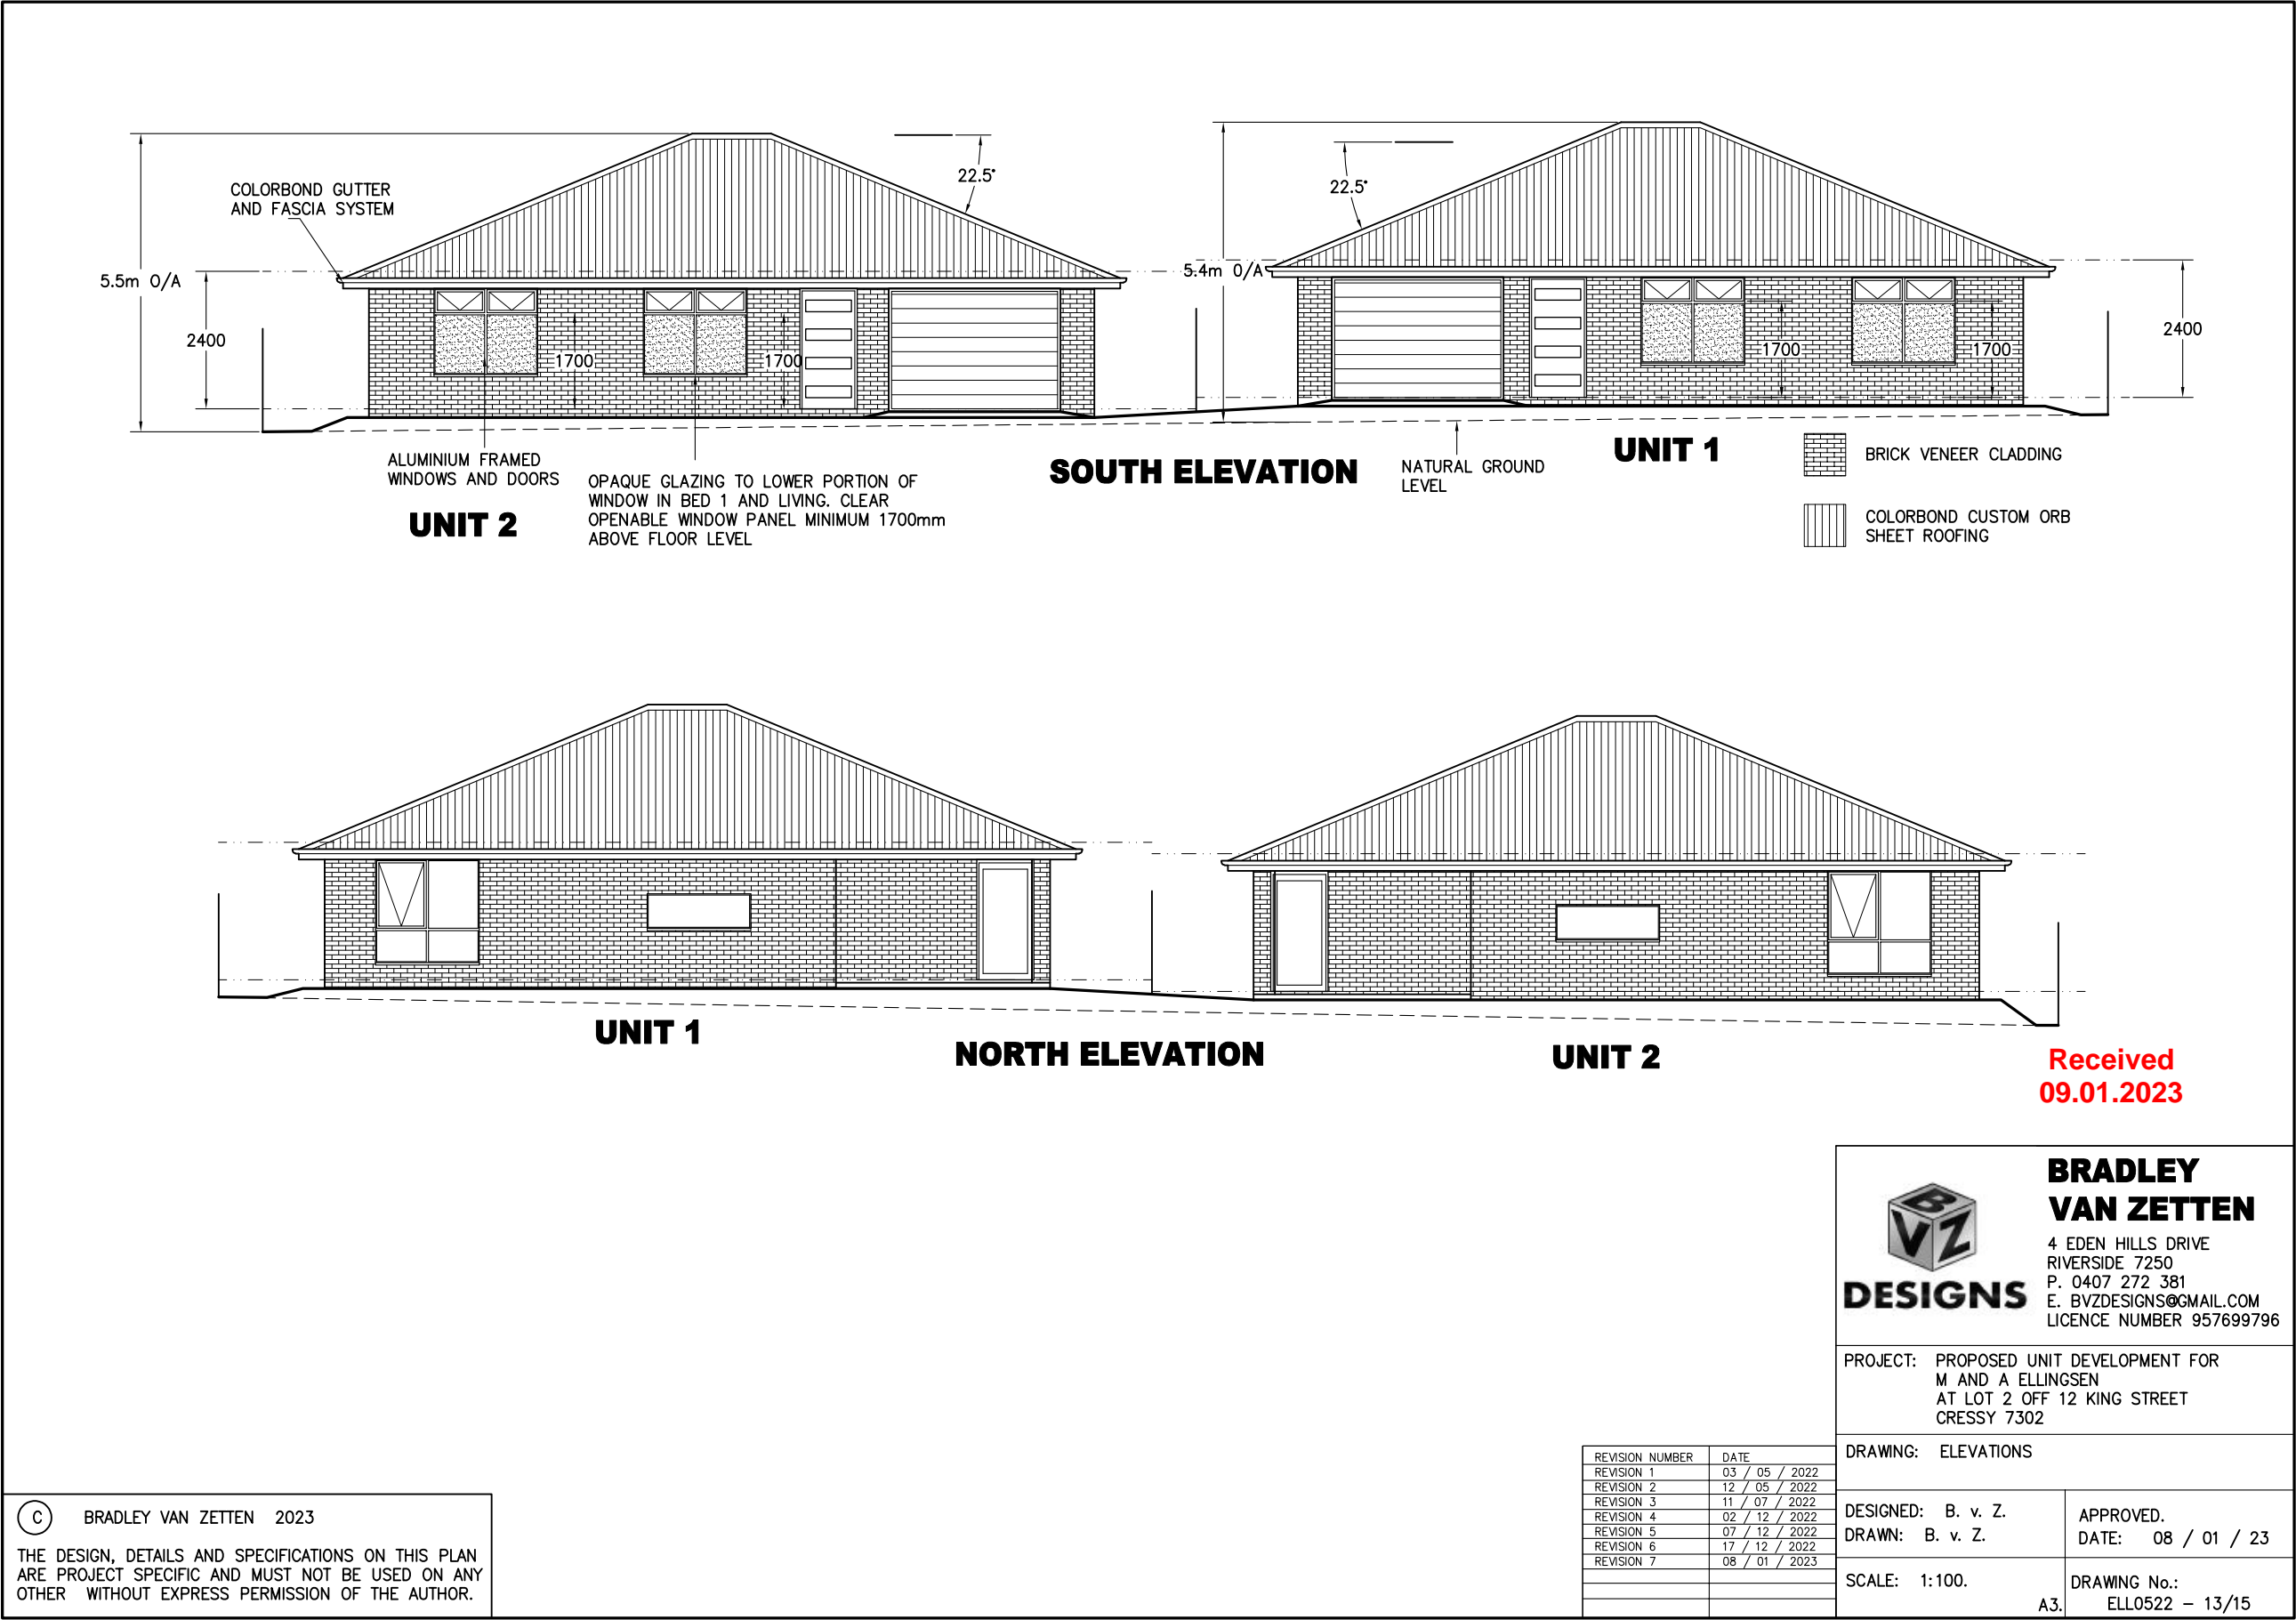 COLORBOND GUTTER
AND FASCIA SYSTEM
22.5°
5.5m O/A
2400
1700
1700
ALUMINIUM FRAMED
WINDOWS AND DOORS
OPAQUE GLAZING TO LOWER PORTION OF
WINDOW IN BED 1 AND LIVING. CLEAR
OPENABLE WINDOW PANEL MINIMUM 1700mm
ABOVE FLOOR LEVEL
UNIT 2
SOUTH ELEVATION
22.5°
5.4m O/A
1700
1700
2400
NATURAL GROUND
LEVEL
UNIT 1
BRICK VENEER CLADDING
COLORBOND CUSTOM ORB
SHEET ROOFING
UNIT 1
NORTH ELEVATION
UNIT 2
Received
09.01.2023
BVZ
DESIGNS
BRADLEY
VAN ZETTEN
4 EDEN HILLS DRIVE
RIVERSIDE 7250
P. 0407 272 381
E. BVZDESIGNS@GMAIL.COM
LICENCE NUMBER 957699796
PROJECT: PROPOSED UNIT DEVELOPMENT FOR
M AND A ELLINGSEN
AT LOT 2 OFF 12 KING STREET
CRESSY 7302
DRAWING: ELEVATIONS
DESIGNED: B. v. Z.
DRAWN: B. v. Z.
APPROVED.
DATE: 08 / 01 / 23
SCALE: 1:100.
A3.
DRAWING No.:
ELL0522 - 13/15
REVISION NUMBER DATE
REVISION 1 03 / 05 / 2022
REVISION 2 12 / 05 / 2022
REVISION 3 11 / 07 / 2022
REVISION 4 02 / 12 / 2022
REVISION 5 07 / 12 / 2022
REVISION 6 17 / 12 / 2022
REVISION 7 08 / 01 / 2023
C BRADLEY VAN ZETTEN 2023
THE DESIGN, DETAILS AND SPECIFICATIONS ON THIS PLAN
ARE PROJECT SPECIFIC AND MUST NOT BE USED ON ANY
OTHER WITHOUT EXPRESS PERMISSION OF THE AUTHOR.